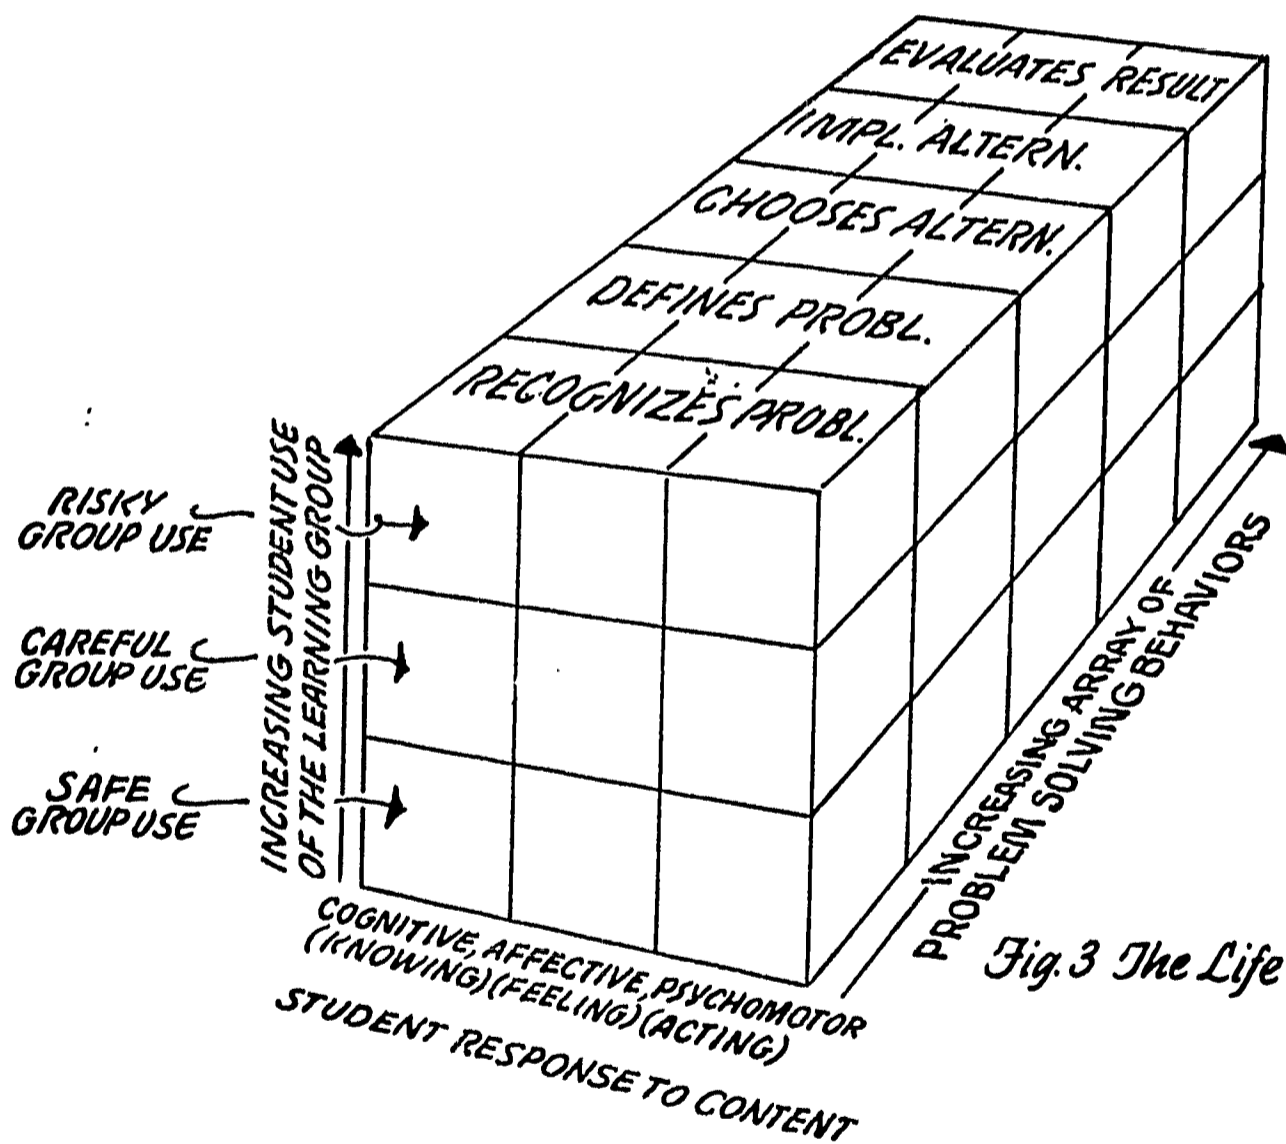 EVALUATES RESULT
IMPL. ALTERN.
CHOOSES ALTERN.
DEFINES PROBL.
RECOGNIZES PROBL.
RISKY
GROUP USE
CAREFUL
GROUP USE
SAFE
GROUP USE
INCREASING STUDENT USE
OF THE LEARNING GROUP
COGNITIVE, AFFECTIVE, PSYCHOMOTOR
(KNOWING) (FEELING) (ACTING)
STUDENT RESPONSE TO CONTENT
INCREASING ARRAY OF
PROBLEM SOLVING BEHAVIORS
Fig. 3 The Life